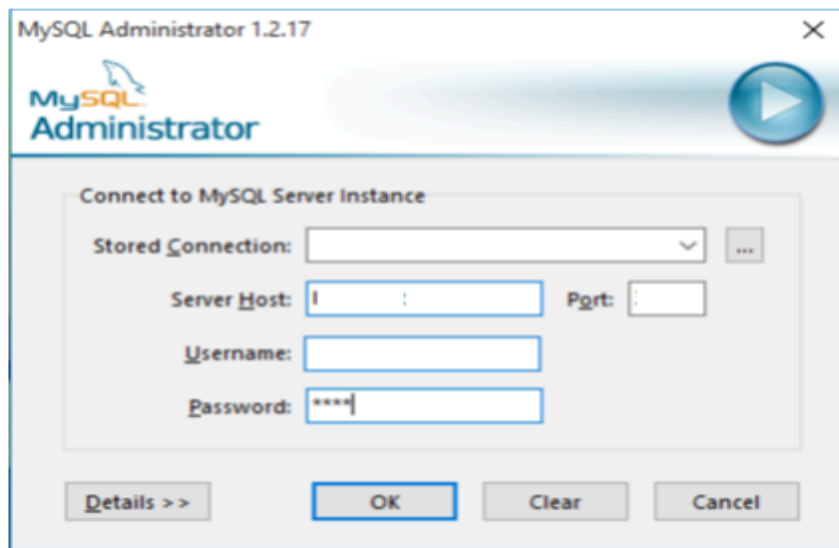 MySQL Administrator 1.2.17
MySQL
Administrator
Connect to MySQL Server Instance
Stored Connection:
...
Server Host: Port:
Username:
Password: ****
Details >> OK Clear Cancel